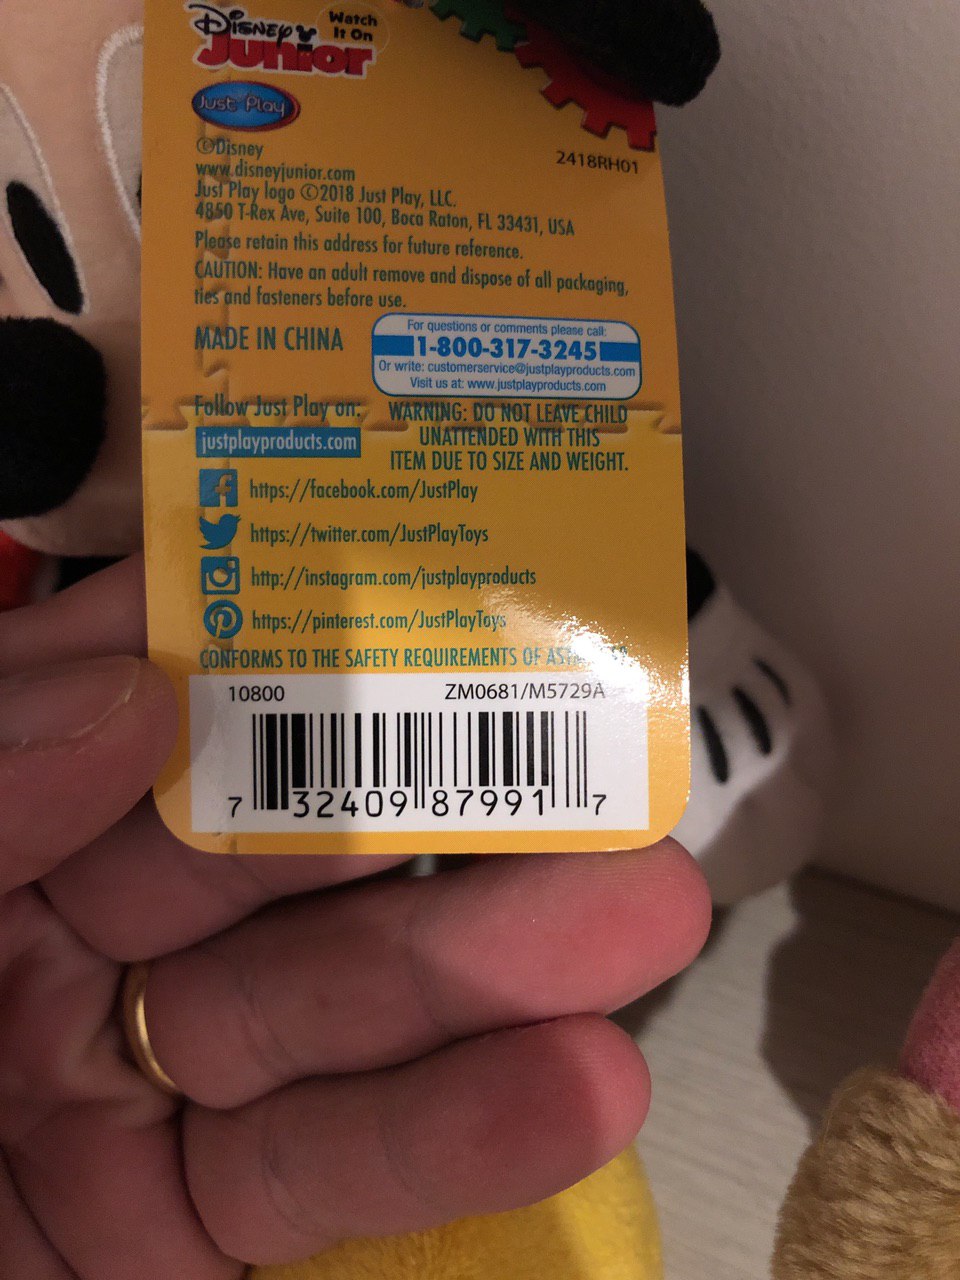 Disney
Junior
Watch
It On
Just Play
2418RH01
©Disney
www.disneyjunior.com
Just Play logo ©2018 Just Play, LLC.
4850 T-Rex Ave, Suite 100, Boca Raton, FL 33431, USA
Please retain this address for future reference.
CAUTION: Have an adult remove and dispose of all packaging,
ties and fasteners before use.
MADE IN CHINA
For questions or comments please call:
1-800-317-3245
Or write: customerservice@justplayproducts.com
Visit us at: www.justplayproducts.com
Follow Just Play on:
justplayproducts.com
WARNING: DO NOT LEAVE CHILD
UNATTENDED WITH THIS
ITEM DUE TO SIZE AND WEIGHT.
https://facebook.com/JustPlay
https://twitter.com/JustPlayToys
http://instagram.com/justplayproducts
https://pinterest.com/JustPlayToys
CONFORMS TO THE SAFETY REQUIREMENTS OF
10800 ZM0681/M5729A
7 32409 87991 7